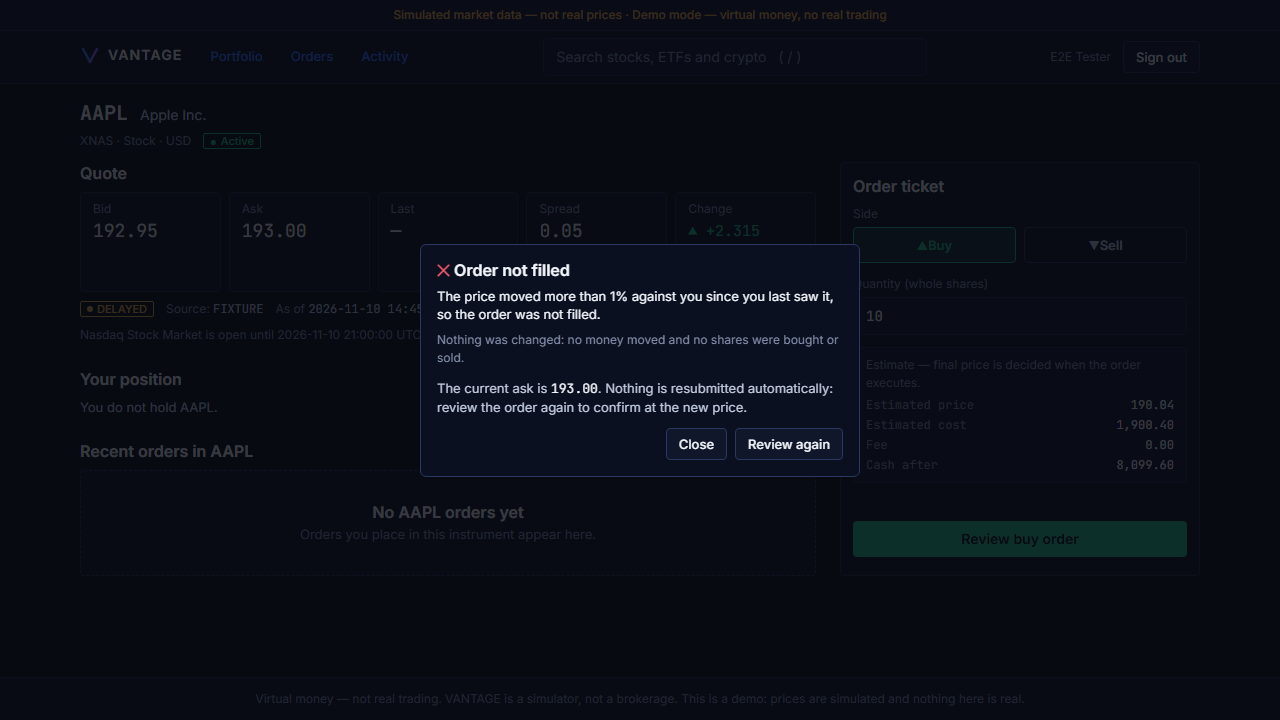 Simulated market data — not real prices · Demo mode — virtual money, no real trading
VANTAGE
Portfolio
Orders
Activity
Search stocks, ETFs and crypto ( / )
E2E Tester
Sign out
AAPL Apple Inc.
XNAS · Stock · USD
Active
Quote
Bid
192.95
Ask
193.00
Last
—
Spread
0.05
Change
▲ +2.315
DELAYED
Source: FIXTURE
As of 2026-11-10 14:45
Nasdaq Stock Market is open until 2026-11-10 21:00:00 UTC
Your position
You do not hold AAPL.
Recent orders in AAPL
No AAPL orders yet
Orders you place in this instrument appear here.
Order not filled
The price moved more than 1% against you since you last saw it,
so the order was not filled.
Nothing was changed: no money moved and no shares were bought or
sold.
The current ask is 193.00. Nothing is resubmitted automatically:
review the order again to confirm at the new price.
Close
Review again
Order ticket
Side
▲Buy
▼Sell
(whole shares)
10
Estimate — final price is decided when the order
executes.
Estimated price 190.04
Estimated cost 1,900.40
Fee 0.00
Cash after 8,099.60
Review buy order
Virtual money — not real trading. VANTAGE is a simulator, not a brokerage. This is a demo: prices are simulated and nothing here is real.